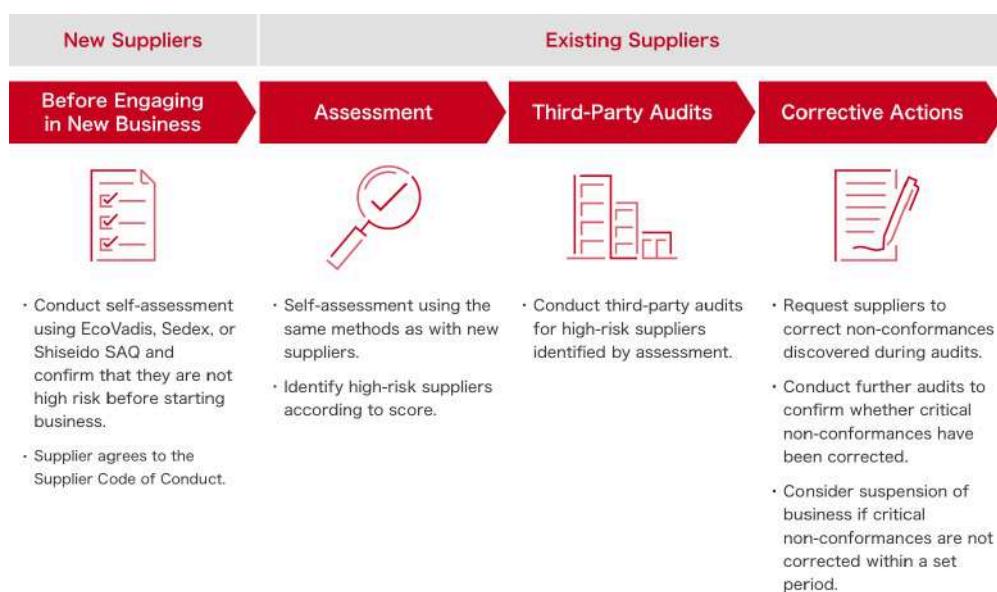 New Suppliers
Existing Suppliers
Before Engaging
in New Business
Assessment
Third-Party Audits
Corrective Actions
・Conduct self-assessment
using EcoVadis, Sedex, or
Shiseido SAQ and
confirm that they are not
high risk before starting
business.
・Supplier agrees to the
Supplier Code of Conduct.
・Self-assessment using the
same methods as with new
suppliers.
・Identify high-risk suppliers
according to score.
・Conduct third-party audits
for high-risk suppliers
identified by assessment.
・Request suppliers to
correct non-conformances
discovered during audits.
・Conduct further audits to
confirm whether critical
non-conformances have
been corrected.
・Consider suspension of
business if critical
non-conformances are not
corrected within a set
period.